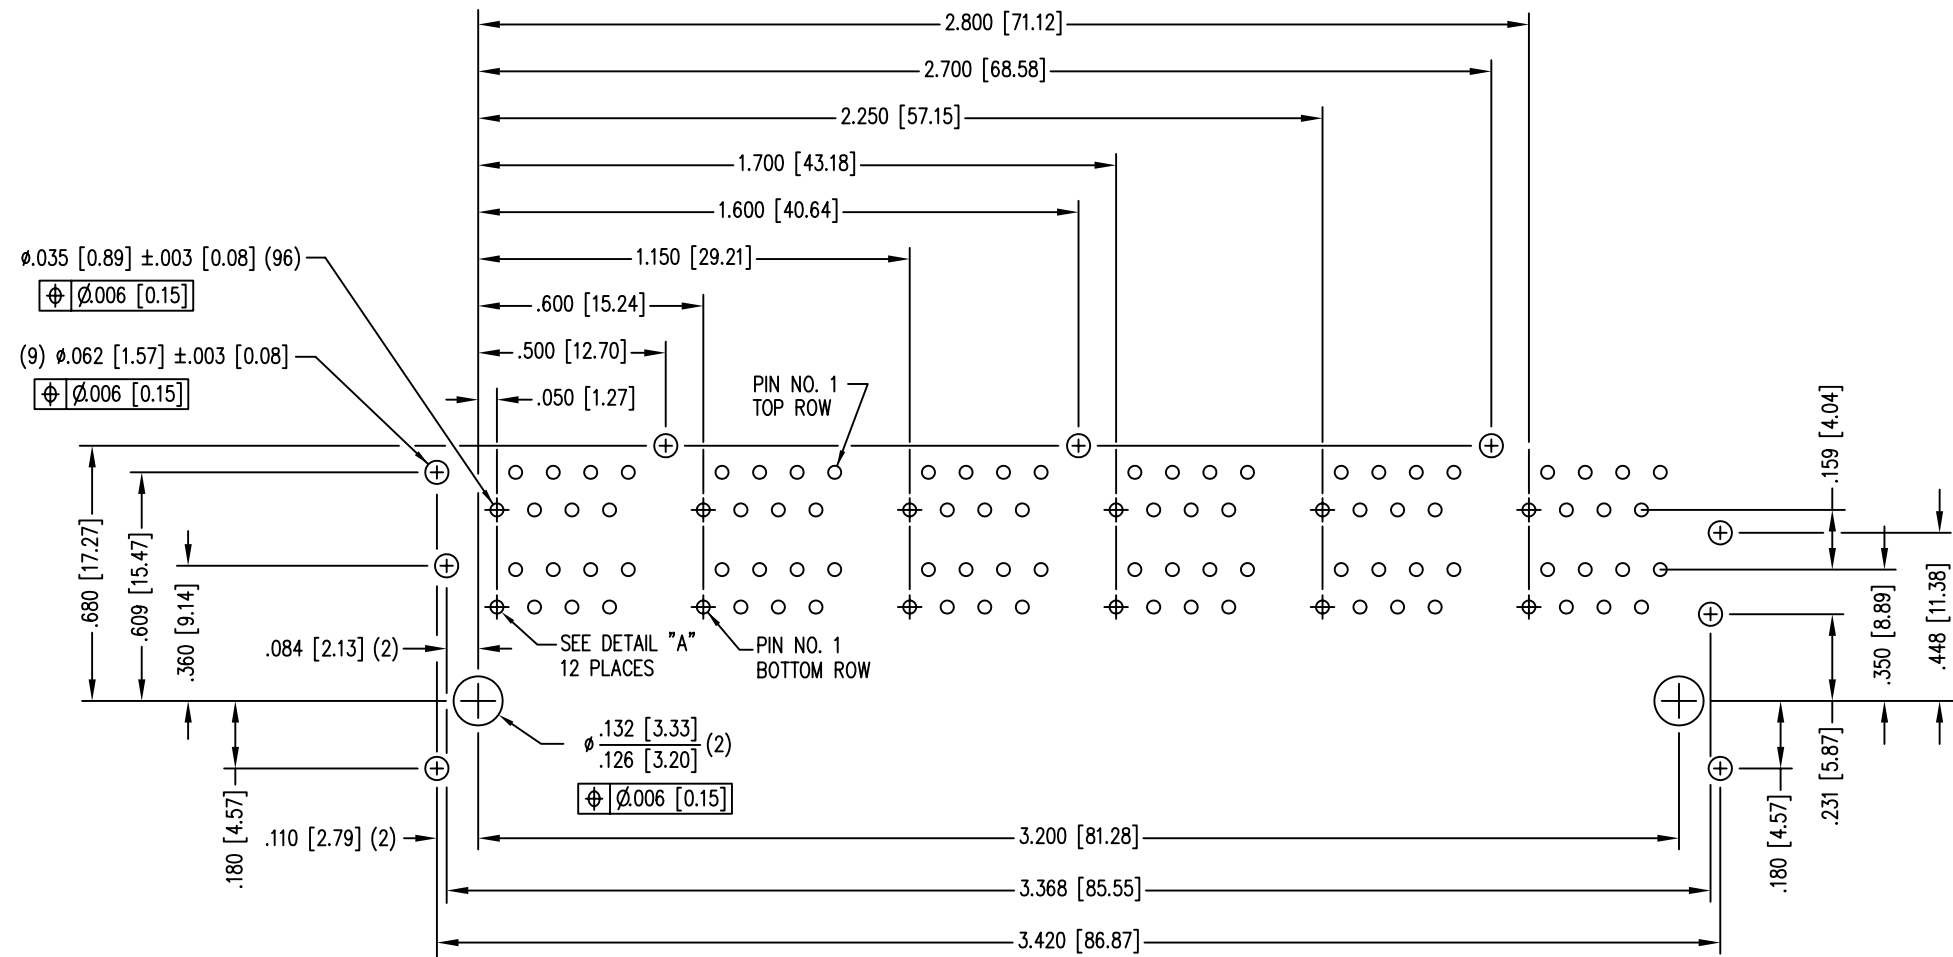 2.800 [71.12]
2.700 [68.58]
2.250 [57.15]
1.700 [43.18]
1.600 [40.64]
1.150 [29.21]
.600 [15.24]
.500 [12.70]
.050 [1.27]
⌀.035 [0.89] ±.003 [0.08] (96)
⌖ ⌀.006 [0.15]
(9) ⌀.062 [1.57] ±.003 [0.08]
⌖ ⌀.006 [0.15]
PIN NO. 1
TOP ROW
.680 [17.27]
.609 [15.47]
.360 [9.14]
.084 [2.13] (2)
SEE DETAIL "A"
12 PLACES
PIN NO. 1
BOTTOM ROW
.159 [4.04]
.350 [8.89]
.448 [11.38]
.231 [5.87]
.180 [4.57]
⌀ .132 [3.33]
.126 [3.20] (2)
⌖ ⌀.006 [0.15]
.180 [4.57]
.110 [2.79] (2)
3.200 [81.28]
3.368 [85.55]
3.420 [86.87]